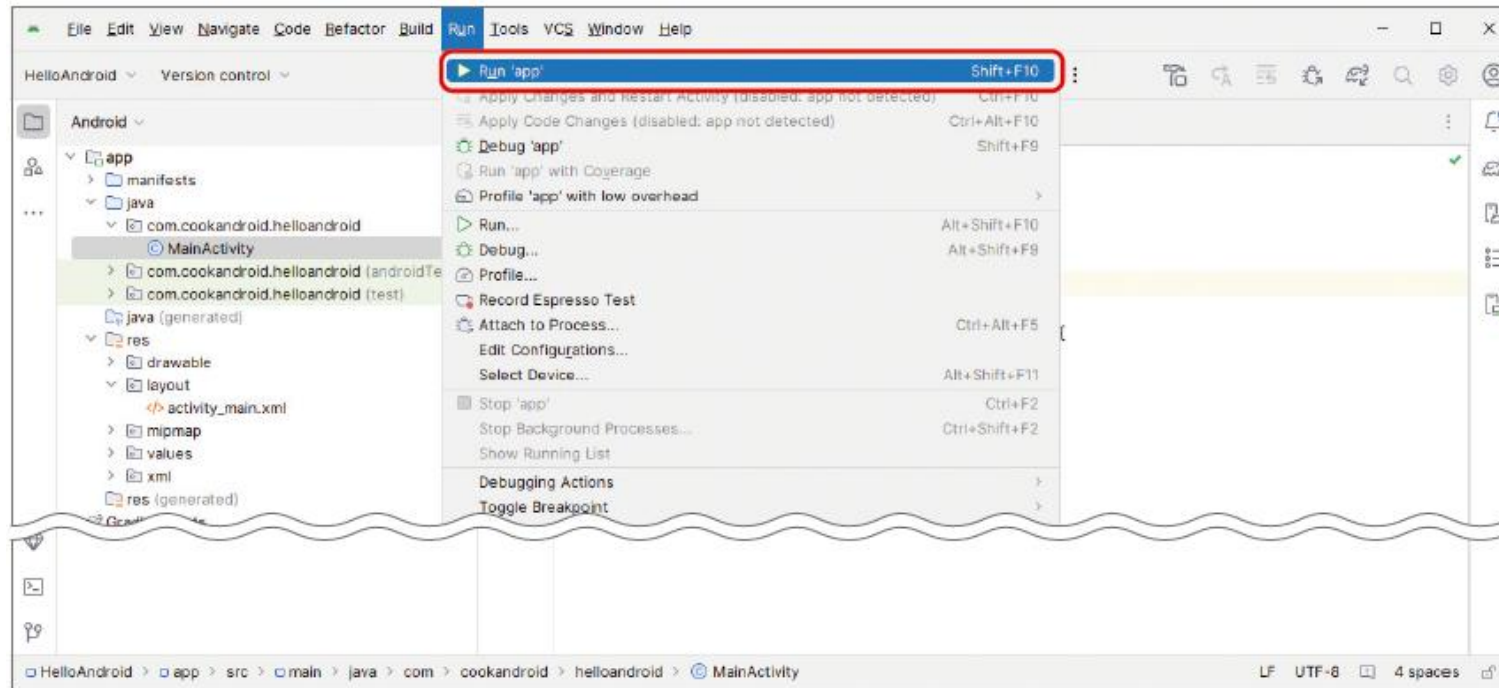 File Edit View Navigate Code Refactor Build Run Tools VCS Window Help
HelloAndroid Version control
Run 'app' Shift+F10
Apply Changes and Restart Activity (disabled: app not detected) Ctrl+F10
Android
Apply Code Changes (disabled: app not detected) Ctrl+Alt+F10
Debug 'app' Shift+F9
app
Run 'app' with Coverage
manifests
Profile 'app' with low overhead
java
Run... Alt+Shift+F10
com.cookandroid.helloandroid
MainActivity
Debug... Alt+Shift+F9
com.cookandroid.helloandroid (androidTe
Profile...
com.cookandroid.helloandroid (test)
Record Espresso Test
java (generated)
Attach to Process... Ctrl+Alt+F5
{
res
Edit Configurations...
drawable
Select Device... Alt+Shift+F11
layout
activity_main.xml
Stop 'app' Ctrl+F2
mipmap
Stop Background Processes... Ctrl+Shift+F2
values
Show Running List
xml
Debugging Actions
res (generated)
Toggle Breakpoint
HelloAndroid > app > src > main > java > com > cookandroid > helloandroid > MainActivity
LF UTF-8 4 spaces